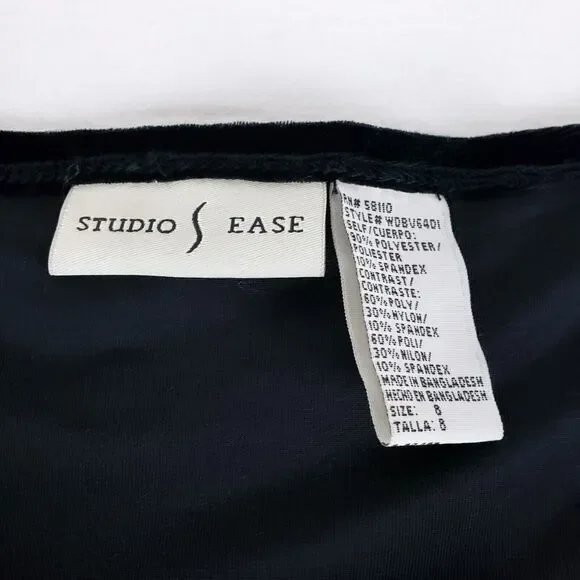 STUDIO S EASE
RN# 58110
STYLE# WDBV64D1
SELF/CUERPO:
90% POLYESTER/
POLIESTER
10% SPANDEX
CONTRAST/
CONTRASTE:
60% POLY/
30% NYLON/
10% SPANDEX
60% POLI/
30% NILON/
10% SPANDEX
MADE IN BANGLADESH
HECHO EN BANGLADESH
SIZE: 8
TALLA: 8